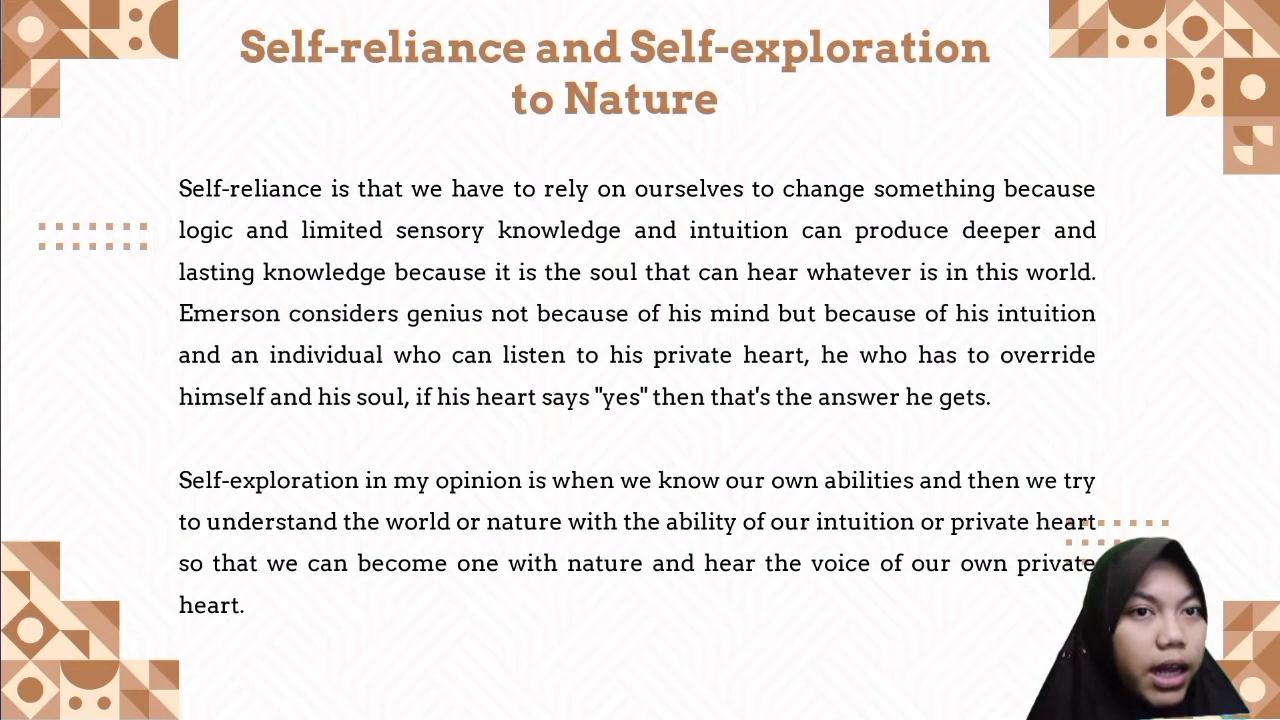 Self-reliance and Self-exploration
to Nature
Self-reliance is that we have to rely on ourselves to change something because
logic and limited sensory knowledge and intuition can produce deeper and
lasting knowledge because it is the soul that can hear whatever is in this world.
Emerson considers genius not because of his mind but because of his intuition
and an individual who can listen to his private heart, he who has to override
himself and his soul, if his heart says "yes" then that's the answer he gets.
Self-exploration in my opinion is when we know our own abilities and then we try
to understand the world or nature with the ability of our intuition or private heart
so that we can become one with nature and hear the voice of our own private
heart.